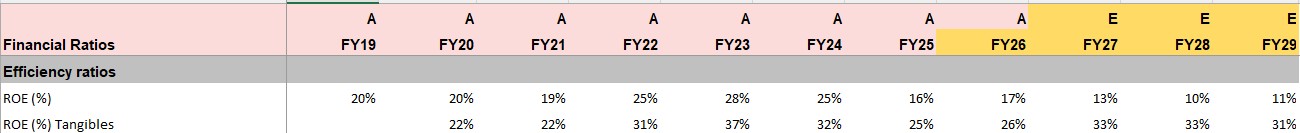 A A A A A A A A E E E
Financial Ratios FY19 FY20 FY21 FY22 FY23 FY24 FY25 FY26 FY27 FY28 FY29
Efficiency ratios
ROE (%) 20% 20% 19% 25% 28% 25% 16% 17% 13% 10% 11%
ROE (%) Tangibles 22% 22% 31% 37% 32% 25% 26% 33% 33% 31%